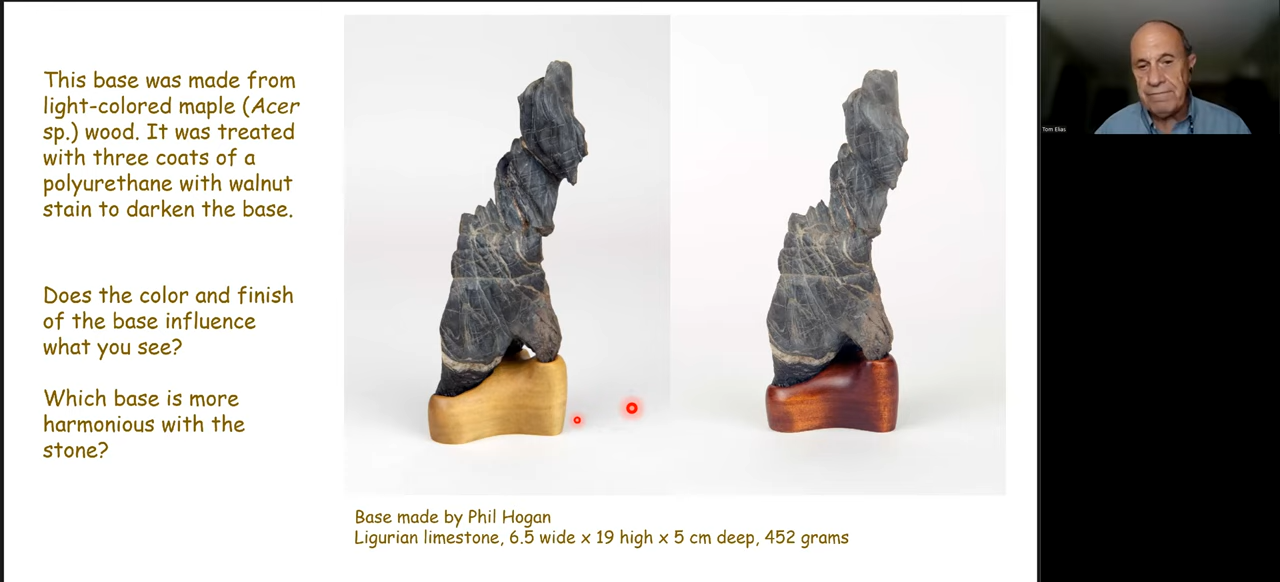 This base was made from
light-colored maple (Acer
sp.) wood. It was treated
with three coats of a
polyurethane with walnut
stain to darken the base.
Does the color and finish
of the base influence
what you see?
Which base is more
harmonious with the
stone?
Base made by Phil Hogan
Ligurian limestone, 6.5 wide x 19 high x 5 cm deep, 452 grams
Tom Elias